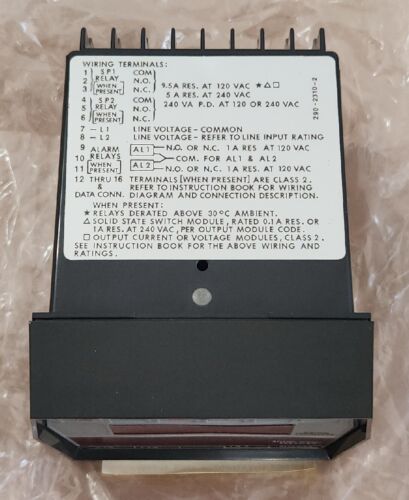 WIRING TERMINALS:
1 SP1 COM
2 RELAY N.O. 9.5A RES. AT 120 VAC ★△□
3 [WHEN PRESENT] N.C. 5 A RES. AT 240 VAC
4 SP2 COM 240 VA P.D. AT 120 OR 240 VAC
5 RELAY N.O.
6 [WHEN PRESENT] N.C.
7 - L1 LINE VOLTAGE - COMMON
8 - L2 LINE VOLTAGE - REFER TO LINE INPUT RATING
9 ALARM [AL1] N.O. OR N.C. 1A RES AT 120 VAC
10 RELAYS COM. FOR AL1 & AL2
11 [WHEN PRESENT] [AL2] N.O. OR N.C. 1A RES. AT 120 VAC
12 THRU 16 TERMINALS [WHEN PRESENT] ARE CLASS 2.
& REFER TO INSTRUCTION BOOK FOR WIRING
DATA CONN. DIAGRAM AND CONNECTION DESCRIPTION.
WHEN PRESENT:
★ RELAYS DERATED ABOVE 30°C AMBIENT.
△ SOLID STATE SWITCH MODULE, RATED 0.1A RES. OR
1A RES. AT 240 VAC, PER OUTPUT MODULE CODE.
□ OUTPUT CURRENT OR VOLTAGE MODULES, CLASS 2.
SEE INSTRUCTION BOOK FOR THE ABOVE WIRING AND
RATINGS.
290-2310-2